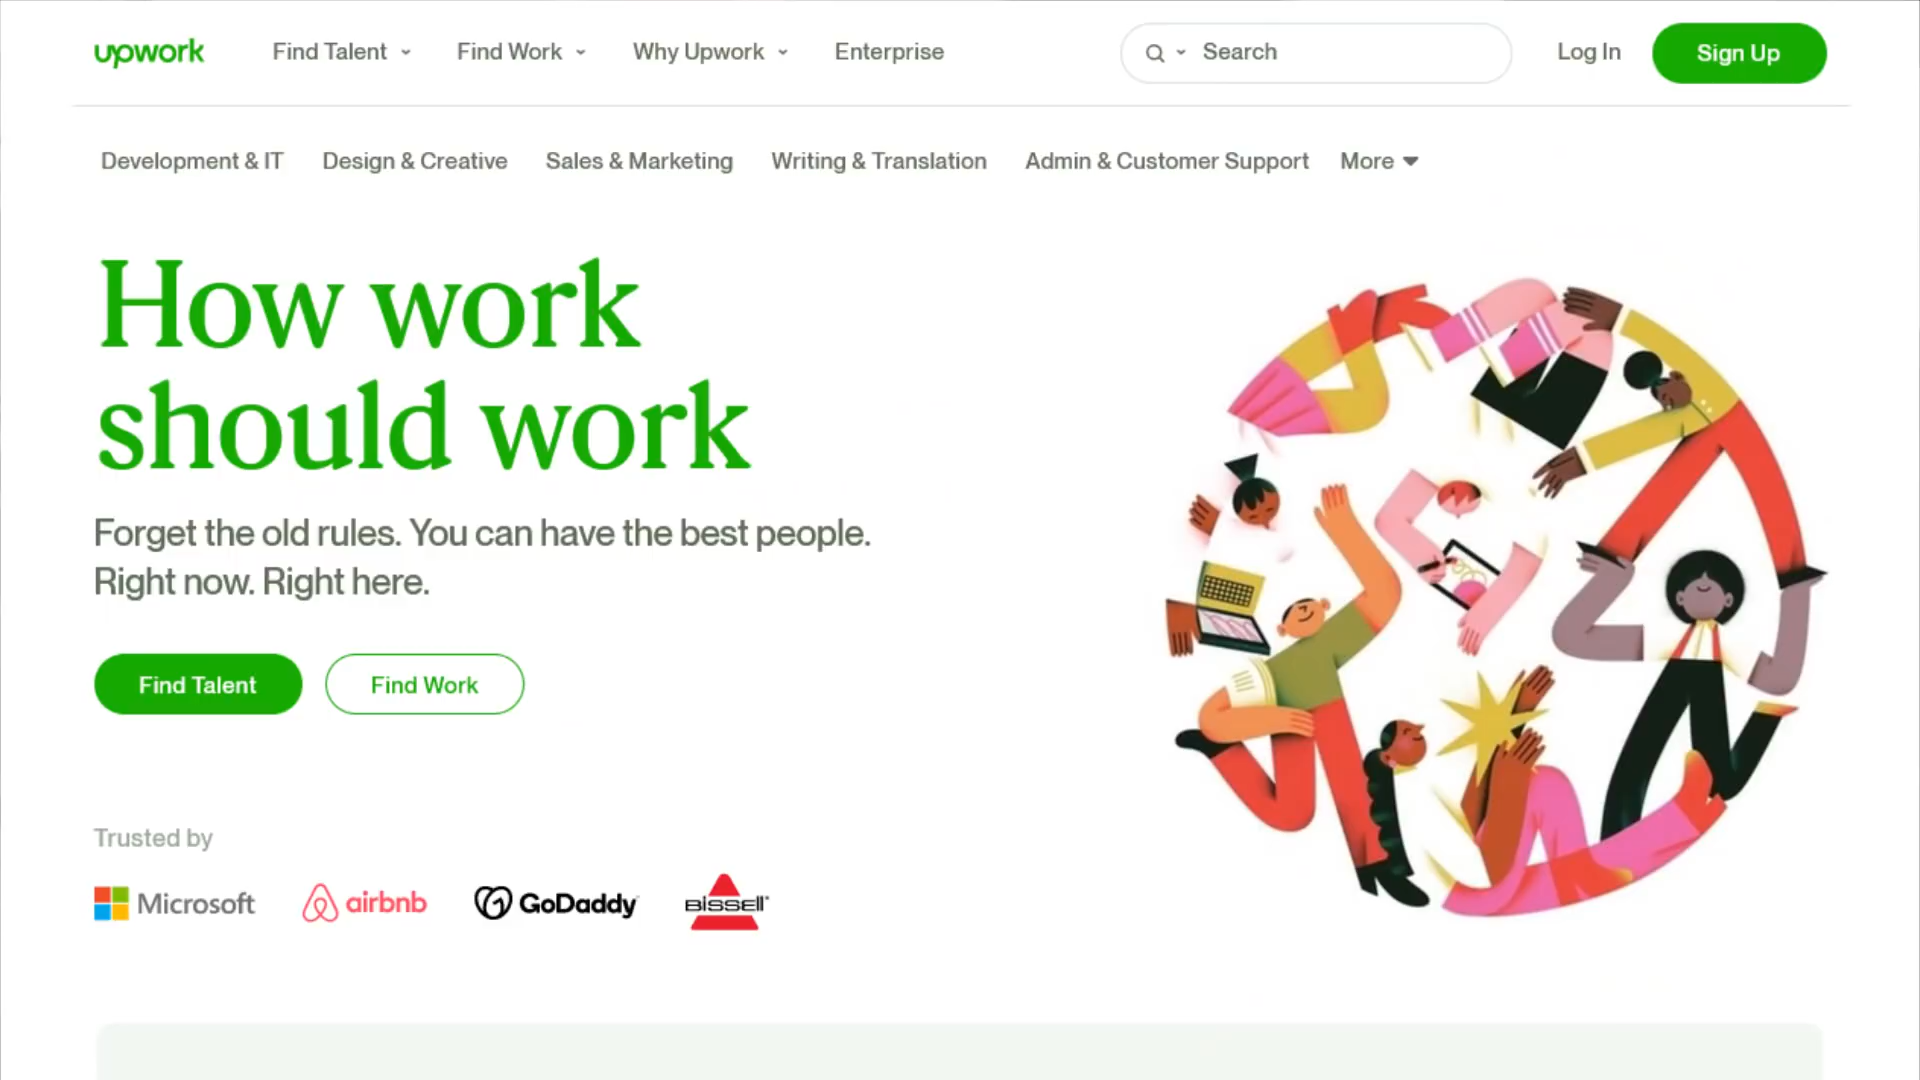 upwork
Find Talent
Find Work
Why Upwork
Enterprise
Search
Log In
Sign Up
Development & IT
Design & Creative
Sales & Marketing
Writing & Translation
Admin & Customer Support
More
How work
should work
Forget the old rules. You can have the best people.
Right now. Right here.
Find Talent
Find Work
Trusted by
Microsoft
airbnb
GoDaddy
BISSELL®